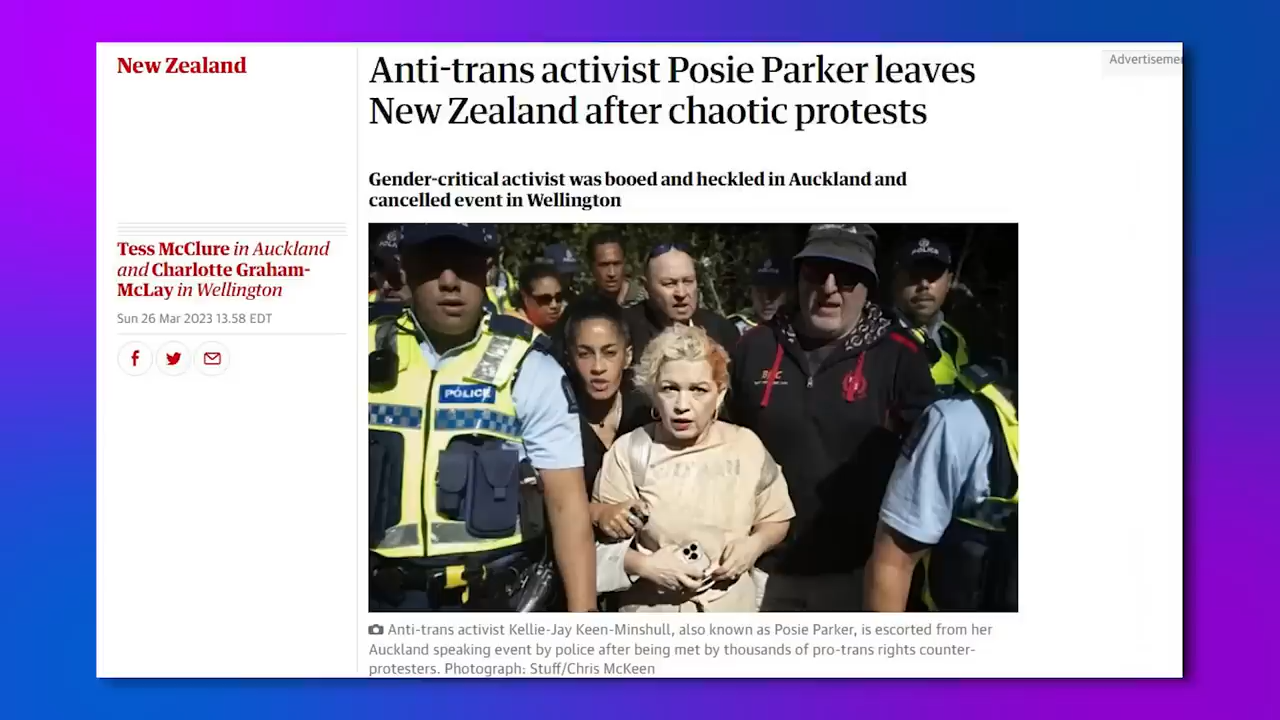 New Zealand
Anti-trans activist Posie Parker leaves
New Zealand after chaotic protests
Advertisemen
Gender-critical activist was booed and heckled in Auckland and
cancelled event in Wellington
Tess McClure in Auckland
and Charlotte Graham-
McLay in Wellington
Sun 26 Mar 2023 13.58 EDT
POLICE
Anti-trans activist Kellie-Jay Keen-Minshull, also known as Posie Parker, is escorted from her
Auckland speaking event by police after being met by thousands of pro-trans rights counter-
protesters. Photograph: Stuff/Chris McKeen